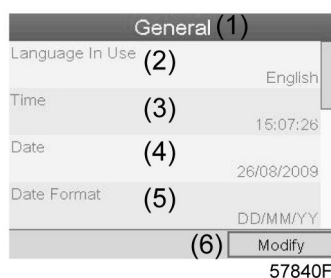 General (1)
Language In Use (2)
English
Time (3)
15:07:26
Date (4)
26/08/2009
Date Format (5)
DD/MM/YY
(6) Modify
57840F